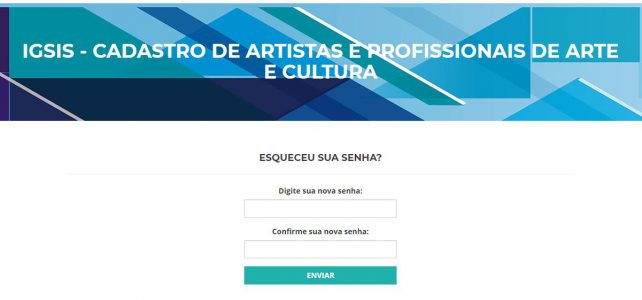 IGSIS - CADASTRO DE ARTISTAS E PROFISSIONAIS DE ARTE
E CULTURA
ESQUECEU SUA SENHA?
Digite sua nova senha:
Confirme sua nova senha:
ENVIAR